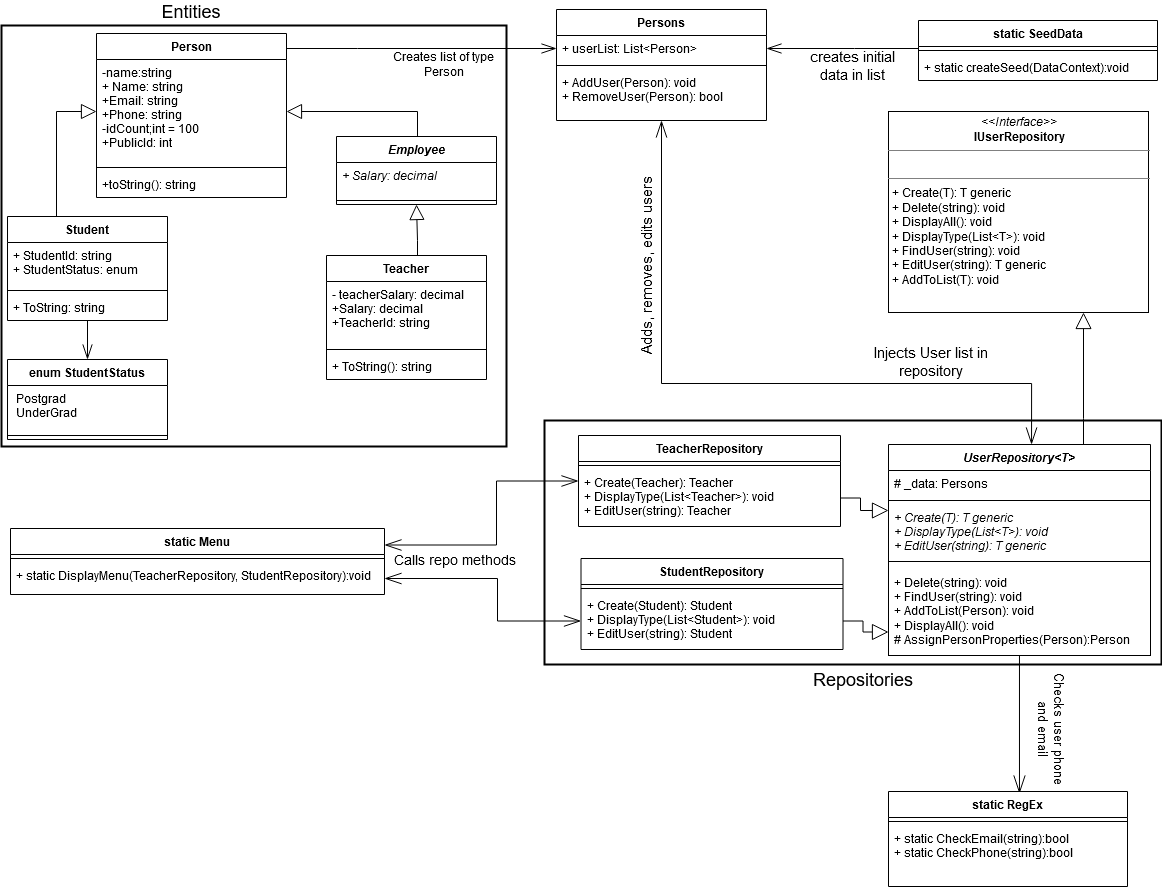 Entities
Person
-name:string
+ Name: string
+Email: string
+Phone: string
-idCount;int = 100
+PublicId: int
+toString(): string
Creates list of type
Person
Persons
+ userList: List<Person>
+ AddUser(Person): void
+ RemoveUser(Person): bool
creates initial
data in list
static SeedData
+ static createSeed(DataContext):void
Employee
+ Salary: decimal
Student
+ StudentId: string
+ StudentStatus: enum
+ ToString: string
Teacher
- teacherSalary: decimal
+Salary: decimal
+TeacherId: string
+ ToString(): string
enum StudentStatus
Postgrad
UnderGrad
<<Interface>>
IUserRepository
+ Create(T): T generic
+ Delete(string): void
+ DisplayAll(): void
+ DisplayType(List<T>): void
+ FindUser(string): void
+ EditUser(string): T generic
+ AddToList(T): void
Adds, removes, edits users
Injects User list in
repository
TeacherRepository
+ Create(Teacher): Teacher
+ DisplayType(List<Teacher>): void
+ EditUser(string): Teacher
UserRepository<T>
# _data: Persons
+ Create(T): T generic
+ DisplayType(List<T>): void
+ EditUser(string): T generic
+ Delete(string): void
+ FindUser(string): void
+ AddToList(Person): void
+ DisplayAll(): void
# AssignPersonProperties(Person):Person
static Menu
+ static DisplayMenu(TeacherRepository, StudentRepository):void
Calls repo methods
StudentRepository
+ Create(Student): Student
+ DisplayType(List<Student>): void
+ EditUser(string): Student
Repositories
Checks user phone
and email
static RegEx
+ static CheckEmail(string):bool
+ static CheckPhone(string):bool